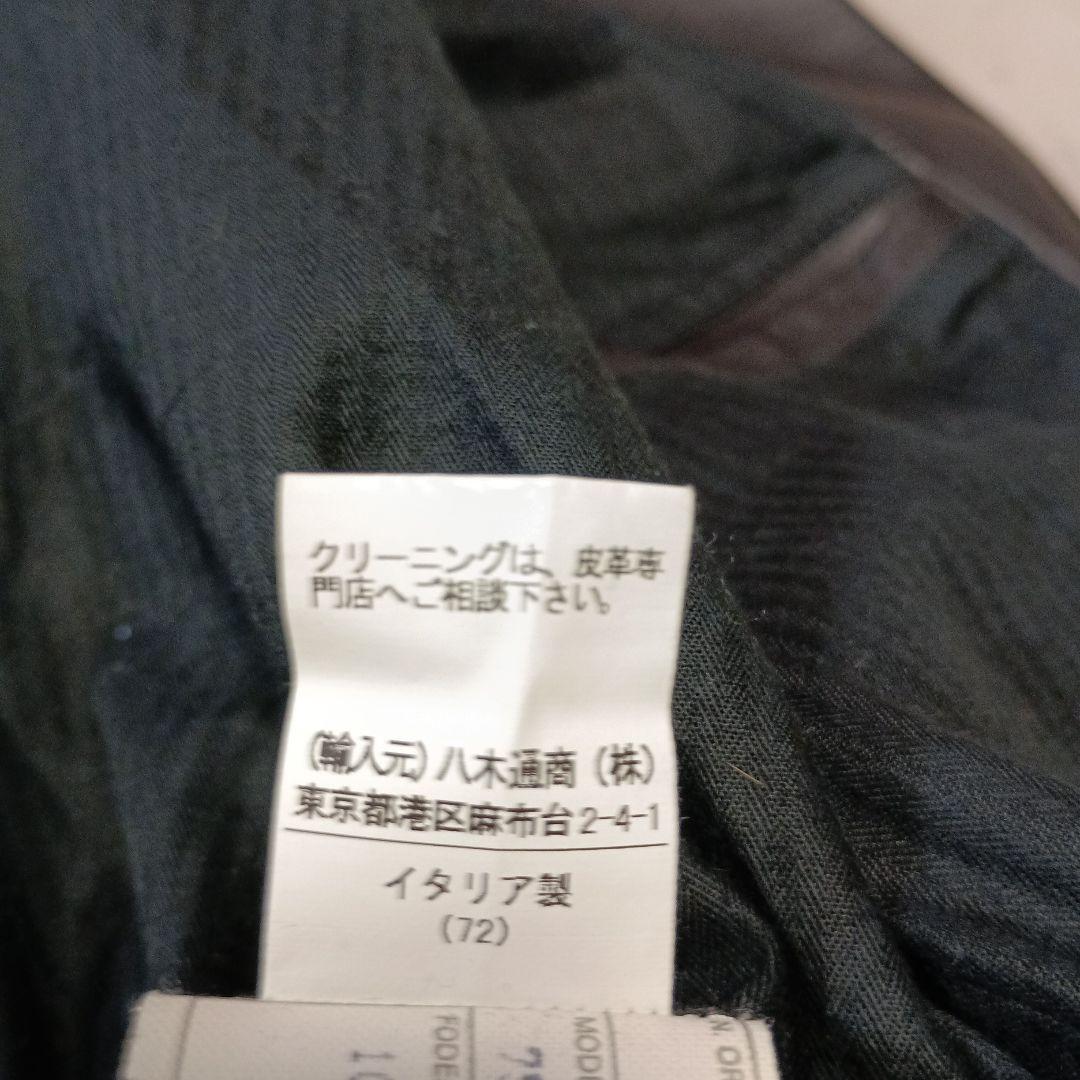 クリーニングは、皮革専
門店へご相談下さい。
(輸入元) 八木通商 (株)
東京都港区麻布台2-4-1
イタリア製
(72)
FODE
MODE